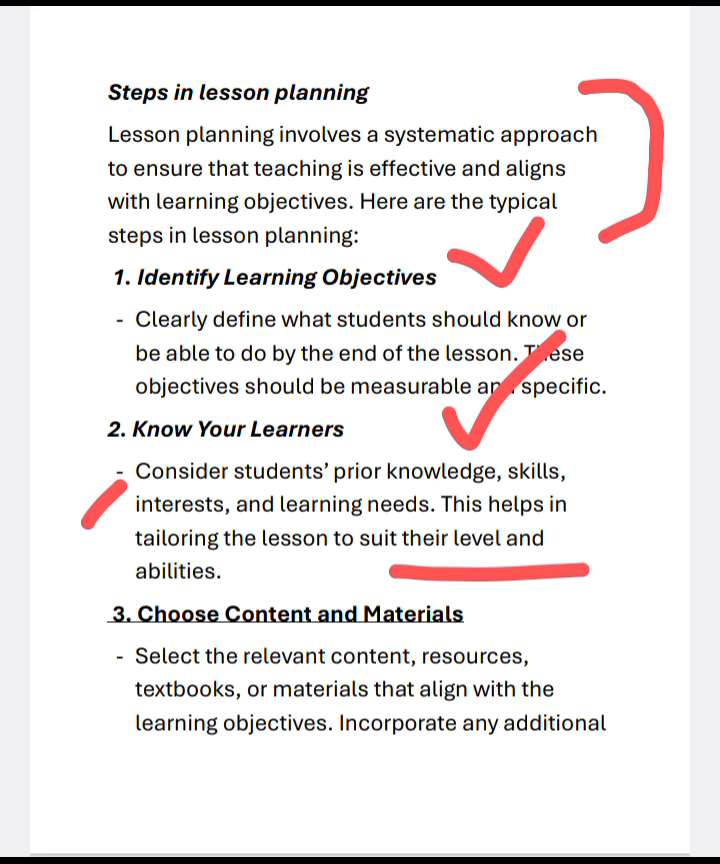 Steps in lesson planning
Lesson planning involves a systematic approach
to ensure that teaching is effective and aligns
with learning objectives. Here are the typical
steps in lesson planning:
1. Identify Learning Objectives
- Clearly define what students should know or
be able to do by the end of the lesson. These
objectives should be measurable and specific.
2. Know Your Learners
- Consider students’ prior knowledge, skills,
interests, and learning needs. This helps in
tailoring the lesson to suit their level and
abilities.
3. Choose Content and Materials
- Select the relevant content, resources,
textbooks, or materials that align with the
learning objectives. Incorporate any additional